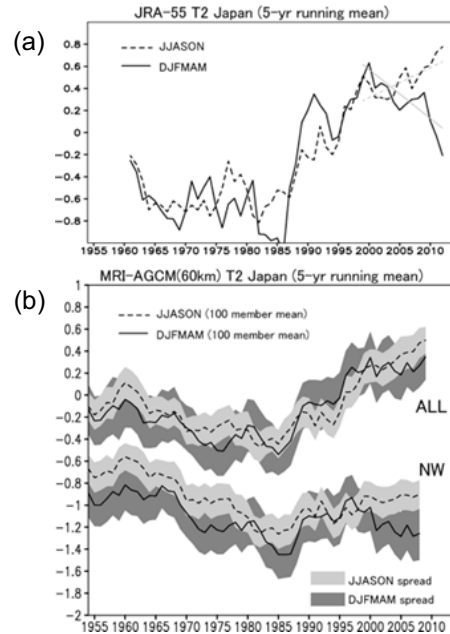 (a)
JRA-55 T2 Japan (5-yr running mean)
JJASON
DJFMAM
0.8
0.6
0.4
0.2
0
-0.2
-0.4
-0.6
-0.8
1955 1960 1965 1970 1975 1980 1985 1990 1995 2000 2005 2010
(b)
MRI-AGCM(60km) T2 Japan (5-yr running mean)
JJASON (100 member mean)
DJFMAM (100 member mean)
1
0.8
0.6
0.4
0.2
0
-0.2
-0.4
-0.6
-0.8
-1
-1.2
-1.4
-1.6
-1.8
-2
ALL
NW
JJASON spread
DJFMAM spread
1955 1960 1965 1970 1975 1980 1985 1990 1995 2000 2005 2010